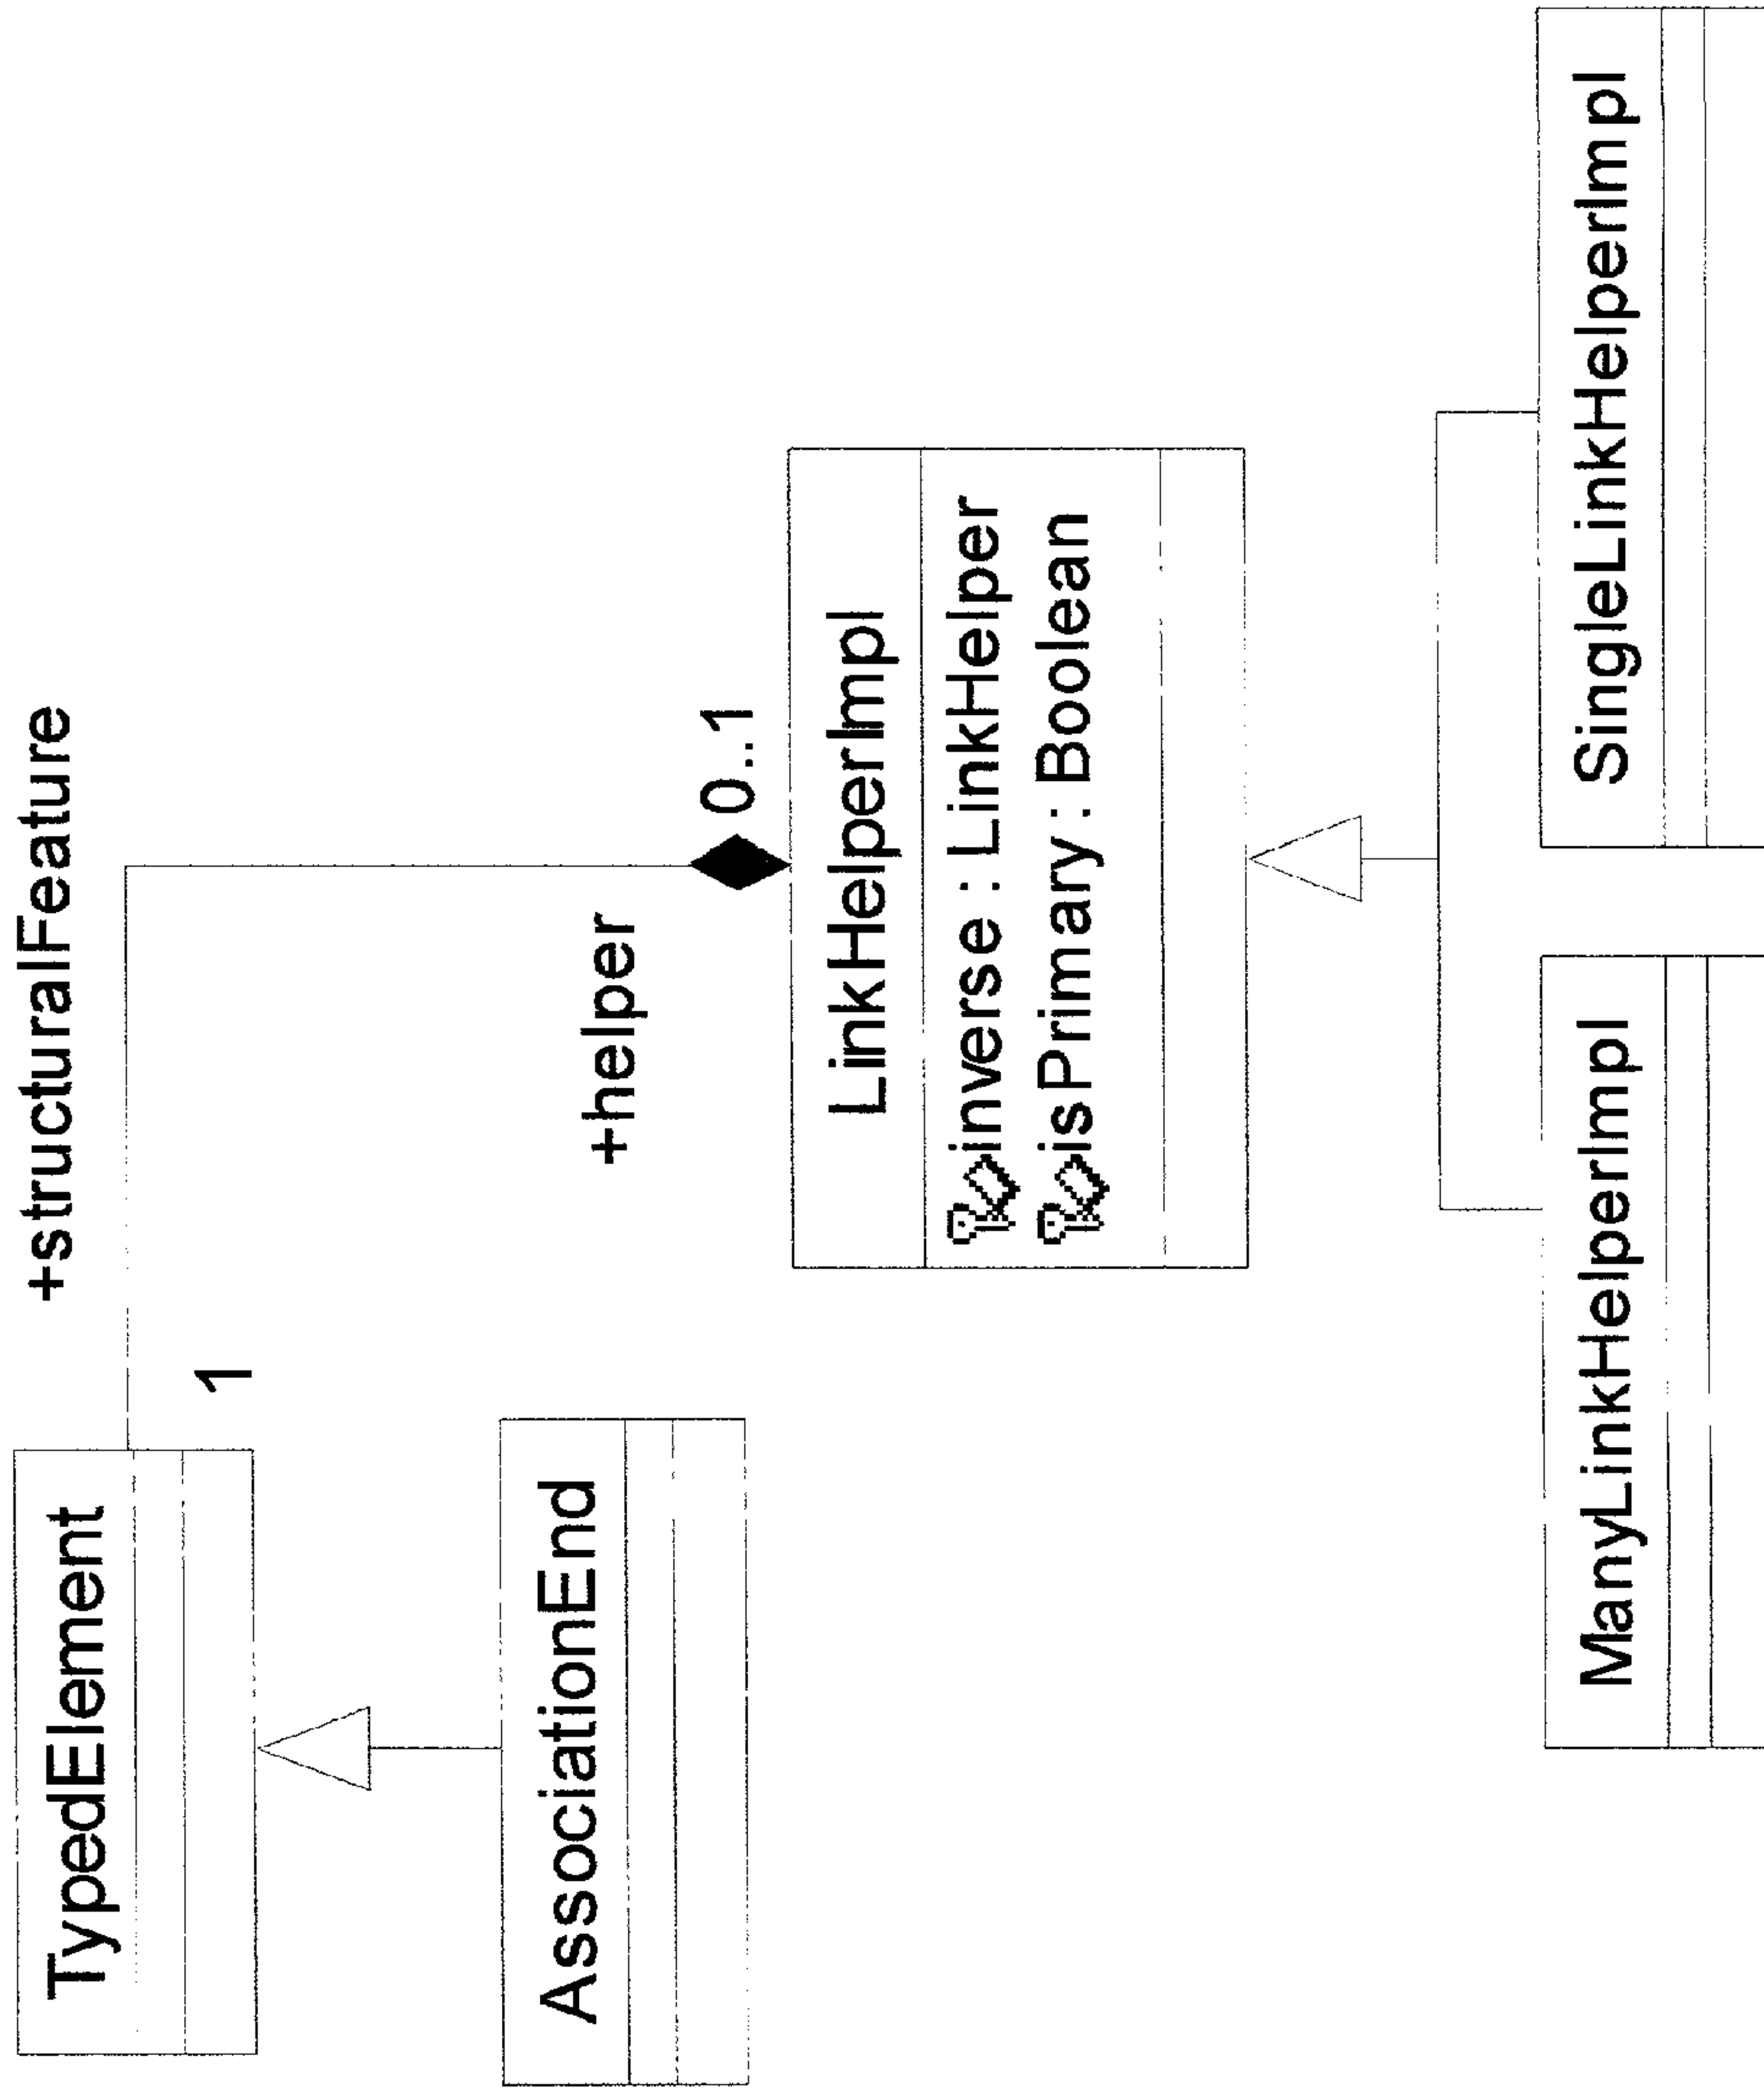 TypedElement
+structuralFeature
1
AssociationEnd
+helper
0..1
LinkHelperImpl
inverse : LinkHelper
isPrimary : Boolean
ManyLinkHelperImpl
SingleLinkHelperImpl